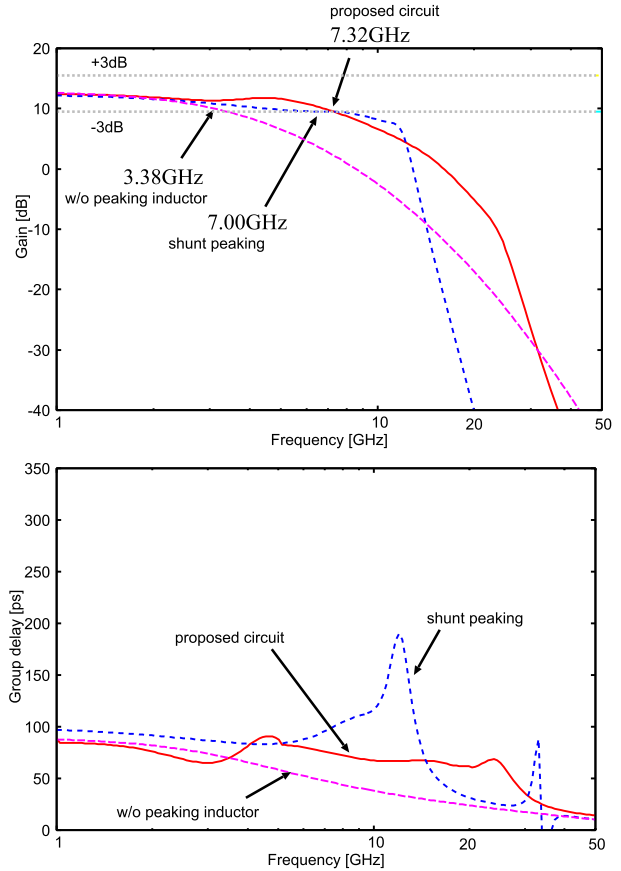 proposed circuit
7.32GHz
20
+3dB
10
-3dB
0
3.38GHz
w/o peaking inductor
7.00GHz
shunt peaking
-10
-20
-30
-40
Gain [dB]
1
10
20
50
Frequency [GHz]
350
300
250
200
shunt peaking
proposed circuit
150
100
50
w/o peaking inductor
0
Group delay [ps]
1
10
20
50
Frequency [GHz]